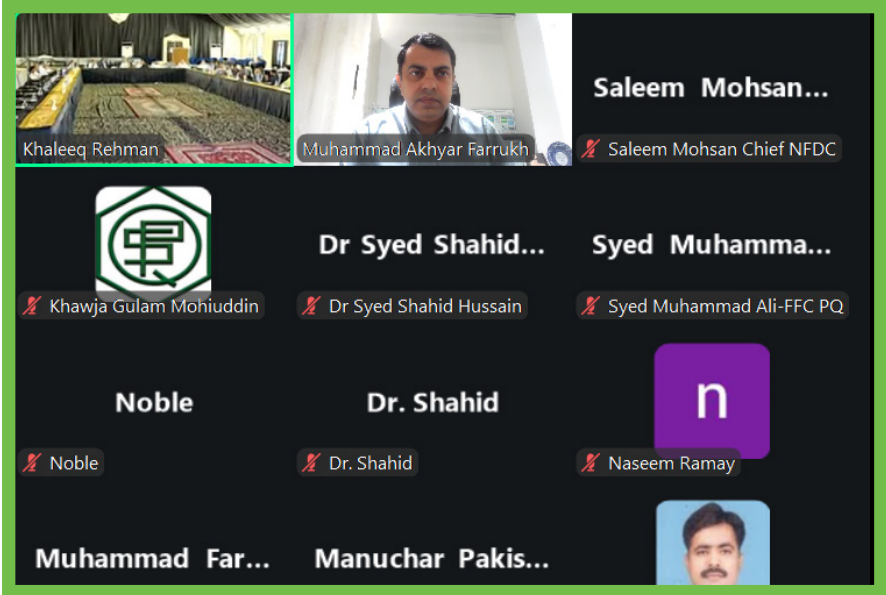 Khaleeq Rehman
Muhammad Akhyar Farrukh
Saleem Mohsan...
Saleem Mohsan Chief NFDC
Khawja Gulam Mohiuddin
Dr Syed Shahid...
Dr Syed Shahid Hussain
Syed Muhamma...
Syed Muhammad Ali-FFC PQ
Noble
Noble
Dr. Shahid
Dr. Shahid
n
Naseem Ramay
Muhammad Far...
Manuchar Pakis...